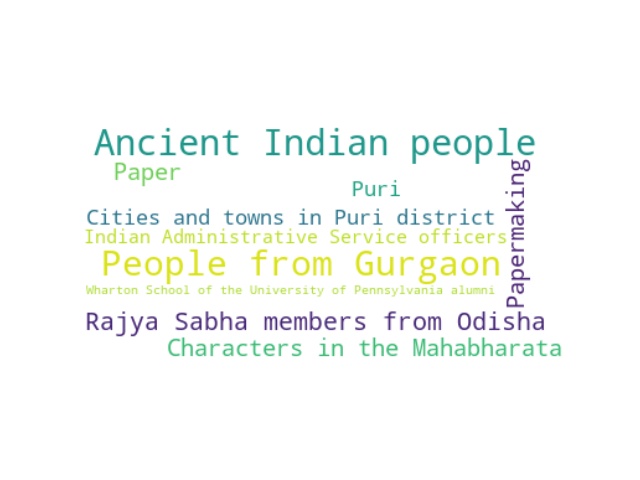 Ancient Indian people
Paper
Puri
Papermaking
Cities and towns in Puri district
Indian Administrative Service officers
People from Gurgaon
Wharton School of the University of Pennsylvania alumni
Rajya Sabha members from Odisha
Characters in the Mahabharata